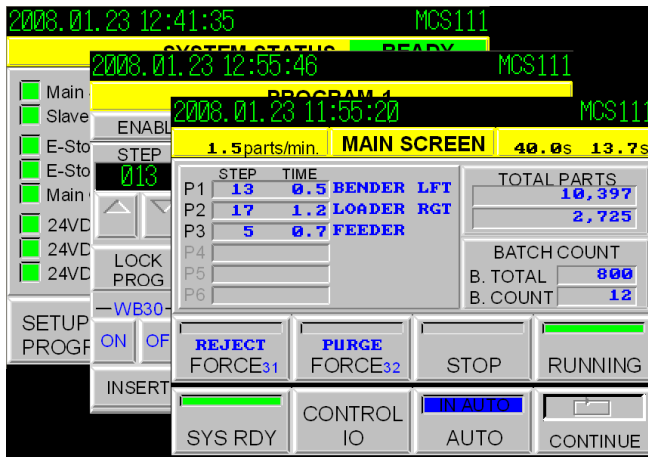 2008.01.23 12:41:35 MCS111
SYSTEM STATUS READY
Main
Slave
E-Sto
E-Sto
Main
24VD
24VD
24VD
SETUP
PROGR
2008.01.23 12:55:46 MCS111
PROGRAM 1
ENABL
STEP
013
LOCK
PROG
WB30
ON OF
INSERT
2008.01.23 11:55:20 MCS111
1.5parts/min. MAIN SCREEN 40.0s 13.7s
STEP TIME
P1 13 0.5 BENDER LFT
P2 17 1.2 LOADER RGT
P3 5 0.7 FEEDER
P4
P5
P6
TOTAL PARTS
10,397
2,725
BATCH COUNT
B. TOTAL 800
B. COUNT 12
REJECT
FORCE31
PURGE
FORCE32
STOP
RUNNING
SYS RDY
CONTROL
IO
IN AUTO
AUTO
CONTINUE